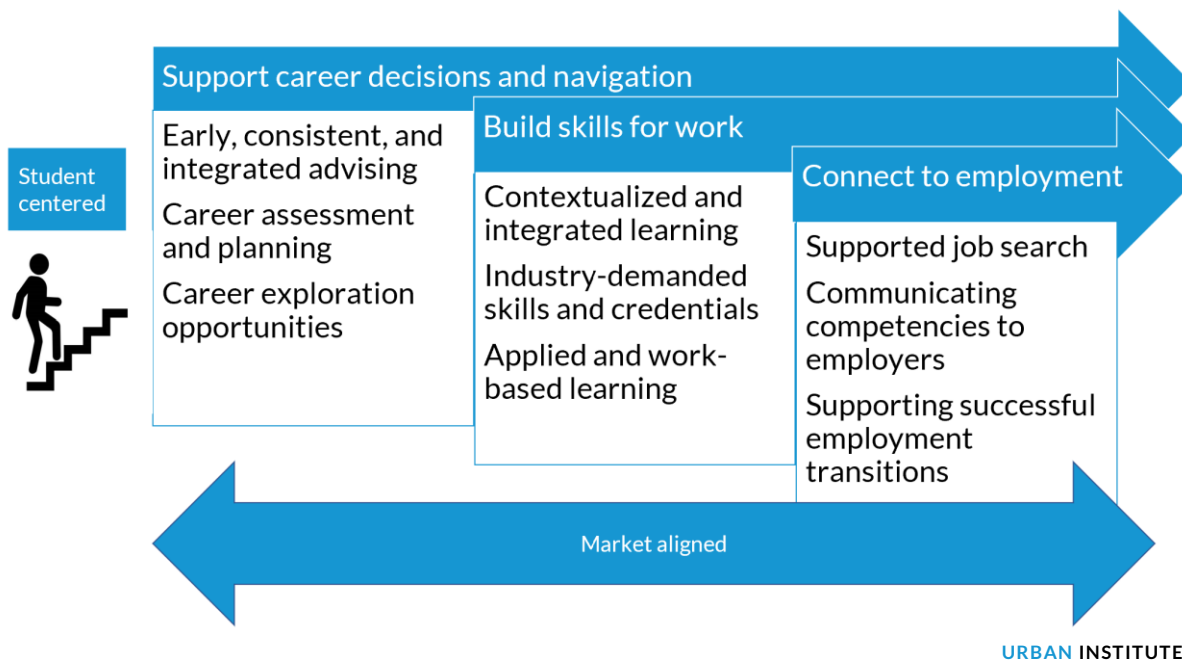 Support career decisions and navigation
Student
centered
Early, consistent, and
integrated advising
Career assessment
and planning
Career exploration
opportunities
Build skills for work
Contextualized and
integrated learning
Industry-demanded
skills and credentials
Applied and work-
based learning
Connect to employment
Supported job search
Communicating
competencies to
employers
Supporting successful
employment
transitions
Market aligned
URBAN INSTITUTE